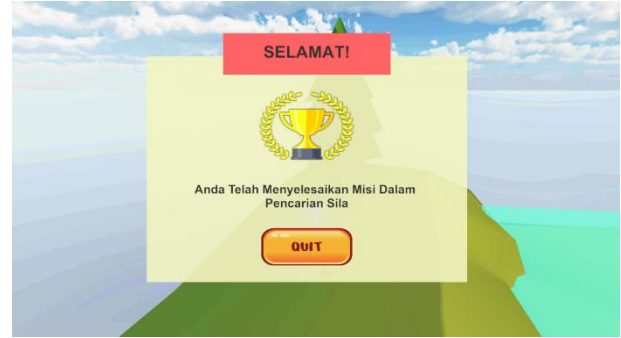 SELAMAT!
Anda Telah Menyelesaikan Misi Dalam
Pencarian Sila
QUIT